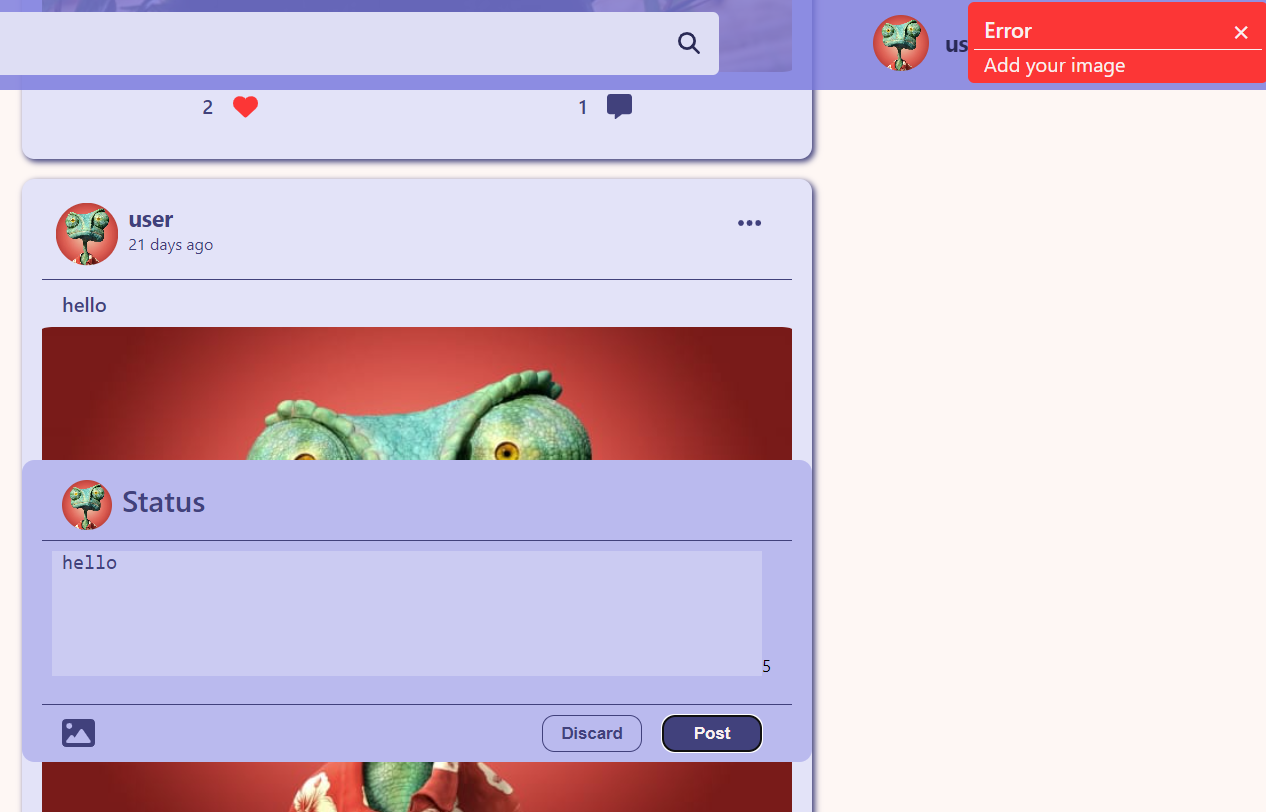 us
Error
Add your image
2
1
user
21 days ago
hello
Status
hello
5
Discard
Post